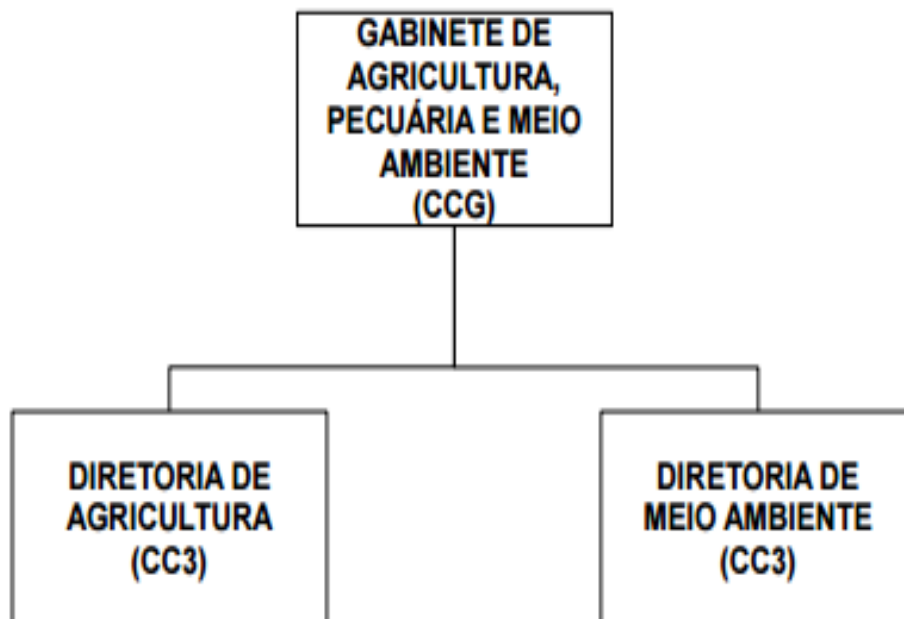 GABINETE DE
AGRICULTURA,
PECUÁRIA E MEIO
AMBIENTE
(CCG)
DIRETORIA DE
AGRICULTURA
(CC3)
DIRETORIA DE
MEIO AMBIENTE
(CC3)